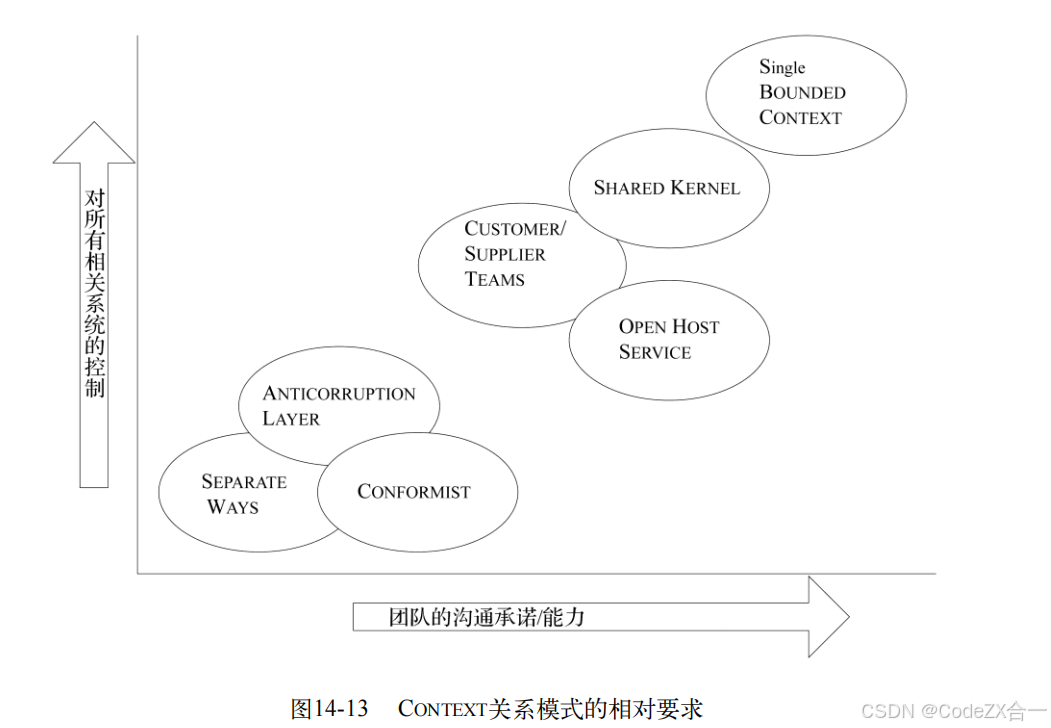 Single
BOUNDED
CONTEXT
SHARED KERNEL
CUSTOMER/
SUPPLIER
TEAMS
OPEN HOST
SERVICE
ANTICORRUPTION
LAYER
SEPARATE
WAYS
CONFORMIST
对所有相关系统的控制
团队的沟通承诺/能力
图14-13 CONTEXT关系模式的相对要求
CSDN @CodeZX合一